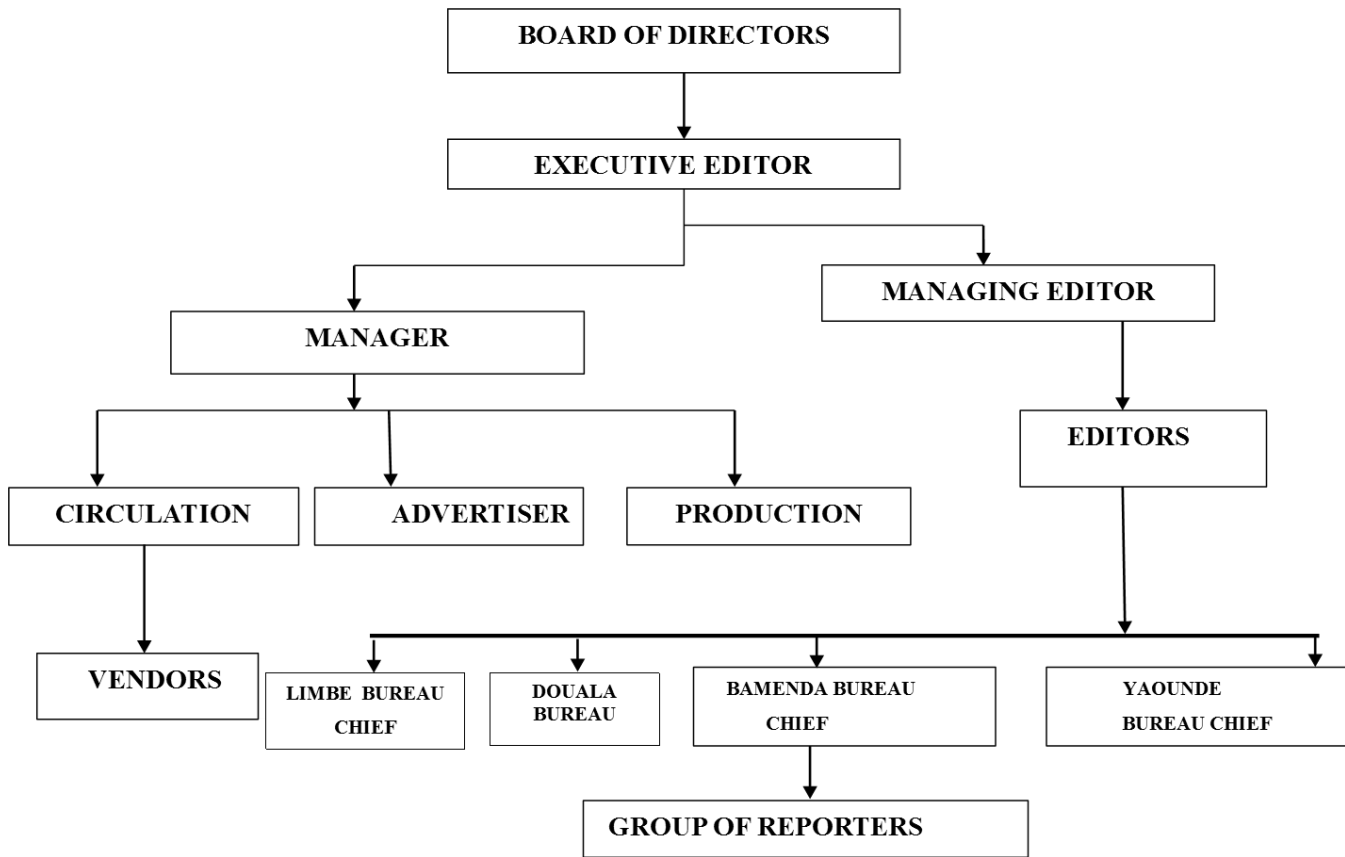 BOARD OF DIRECTORS
EXECUTIVE EDITOR
MANAGING EDITOR
MANAGER
EDITORS
CIRCULATION
ADVERTISER
PRODUCTION
VENDORS
LIMBE BUREAU
CHIEF
DOUALA
BUREAU
BAMENDA BUREAU
CHIEF
YAOUNDE
BUREAU CHIEF
GROUP OF REPORTERS